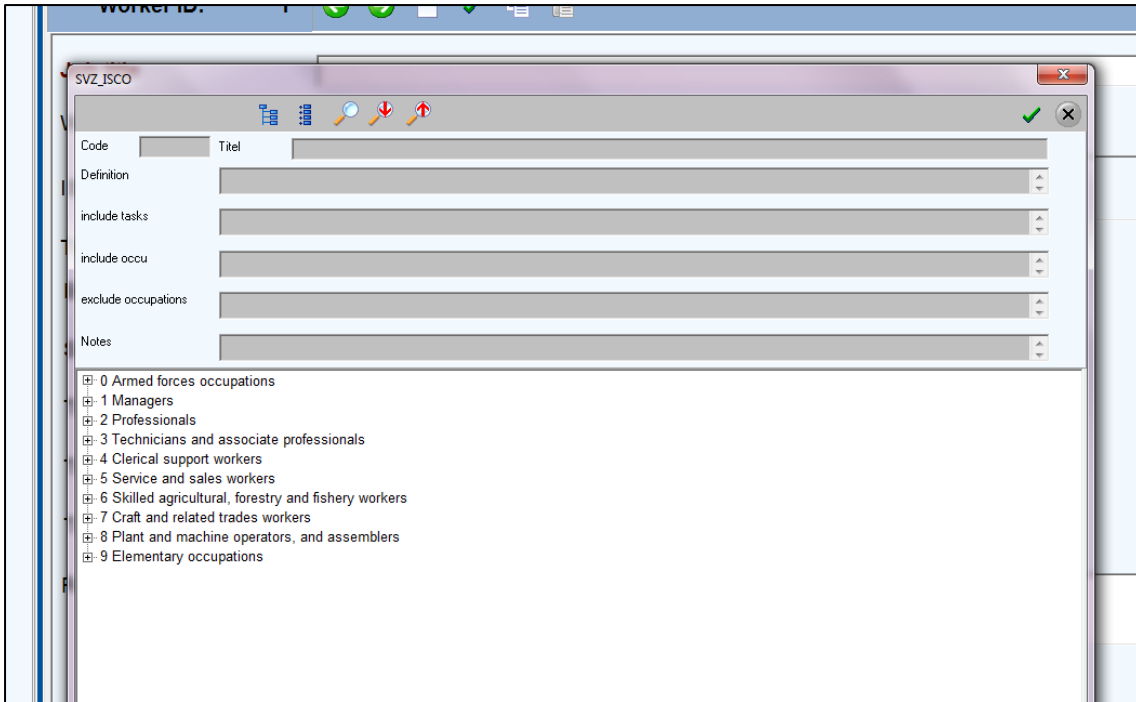 Worker ID:
SVZ_ISCO
Code
Titel
Definition
include tasks
include occu
exclude occupations
Notes
0 Armed forces occupations
1 Managers
2 Professionals
3 Technicians and associate professionals
4 Clerical support workers
5 Service and sales workers
6 Skilled agricultural, forestry and fishery workers
7 Craft and related trades workers
8 Plant and machine operators, and assemblers
9 Elementary occupations